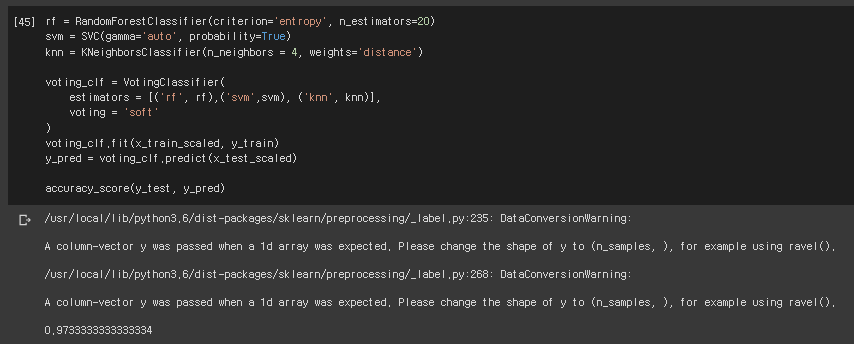 [45] rf = RandomForestClassifier(criterion='entropy', n_estimators=20)
svm = SVC(gamma='auto', probability=True)
knn = KNeighborsClassifier(n_neighbors = 4, weights='distance')
voting_clf = VotingClassifier(
estimators = [('rf', rf),('svm',svm), ('knn', knn)],
voting = 'soft'
)
voting_clf.fit(x_train_scaled, y_train)
y_pred = voting_clf.predict(x_test_scaled)
accuracy_score(y_test, y_pred)
/usr/local/lib/python3.6/dist-packages/sklearn/preprocessing/_label.py:235: DataConversionWarning:
A column-vector y was passed when a 1d array was expected. Please change the shape of y to (n_samples, ), for example using ravel().
/usr/local/lib/python3.6/dist-packages/sklearn/preprocessing/_label.py:268: DataConversionWarning:
A column-vector y was passed when a 1d array was expected. Please change the shape of y to (n_samples, ), for example using ravel().
0.9733333333333334